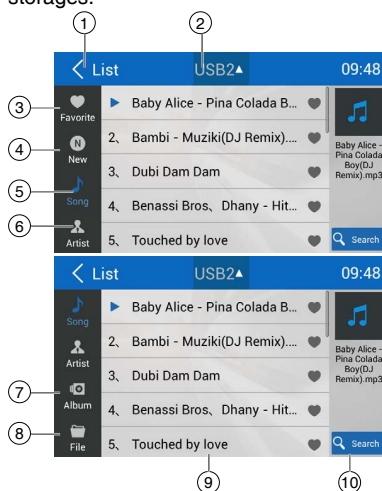 storages.
1 2
List USB2▲ 09:48
3 Favorite
4 N New
5 Song
6 Artist
▶ Baby Alice - Pina Colada B...
2、 Bambi - Muziki(DJ Remix)....
3、 Dubi Dam Dam
4、 Benassi Bros、Dhany - Hit...
5、 Touched by love
Baby Alice -
Pina Colada
Boy(DJ
Remix).mp3
Search
List USB2▲ 09:48
Song
Artist
7 Album
8 File
▶ Baby Alice - Pina Colada B...
2、 Bambi - Muziki(DJ Remix)....
3、 Dubi Dam Dam
4、 Benassi Bros、Dhany - Hit...
5、 Touched by love
Baby Alice -
Pina Colada
Boy(DJ
Remix).mp3
Search
9 10